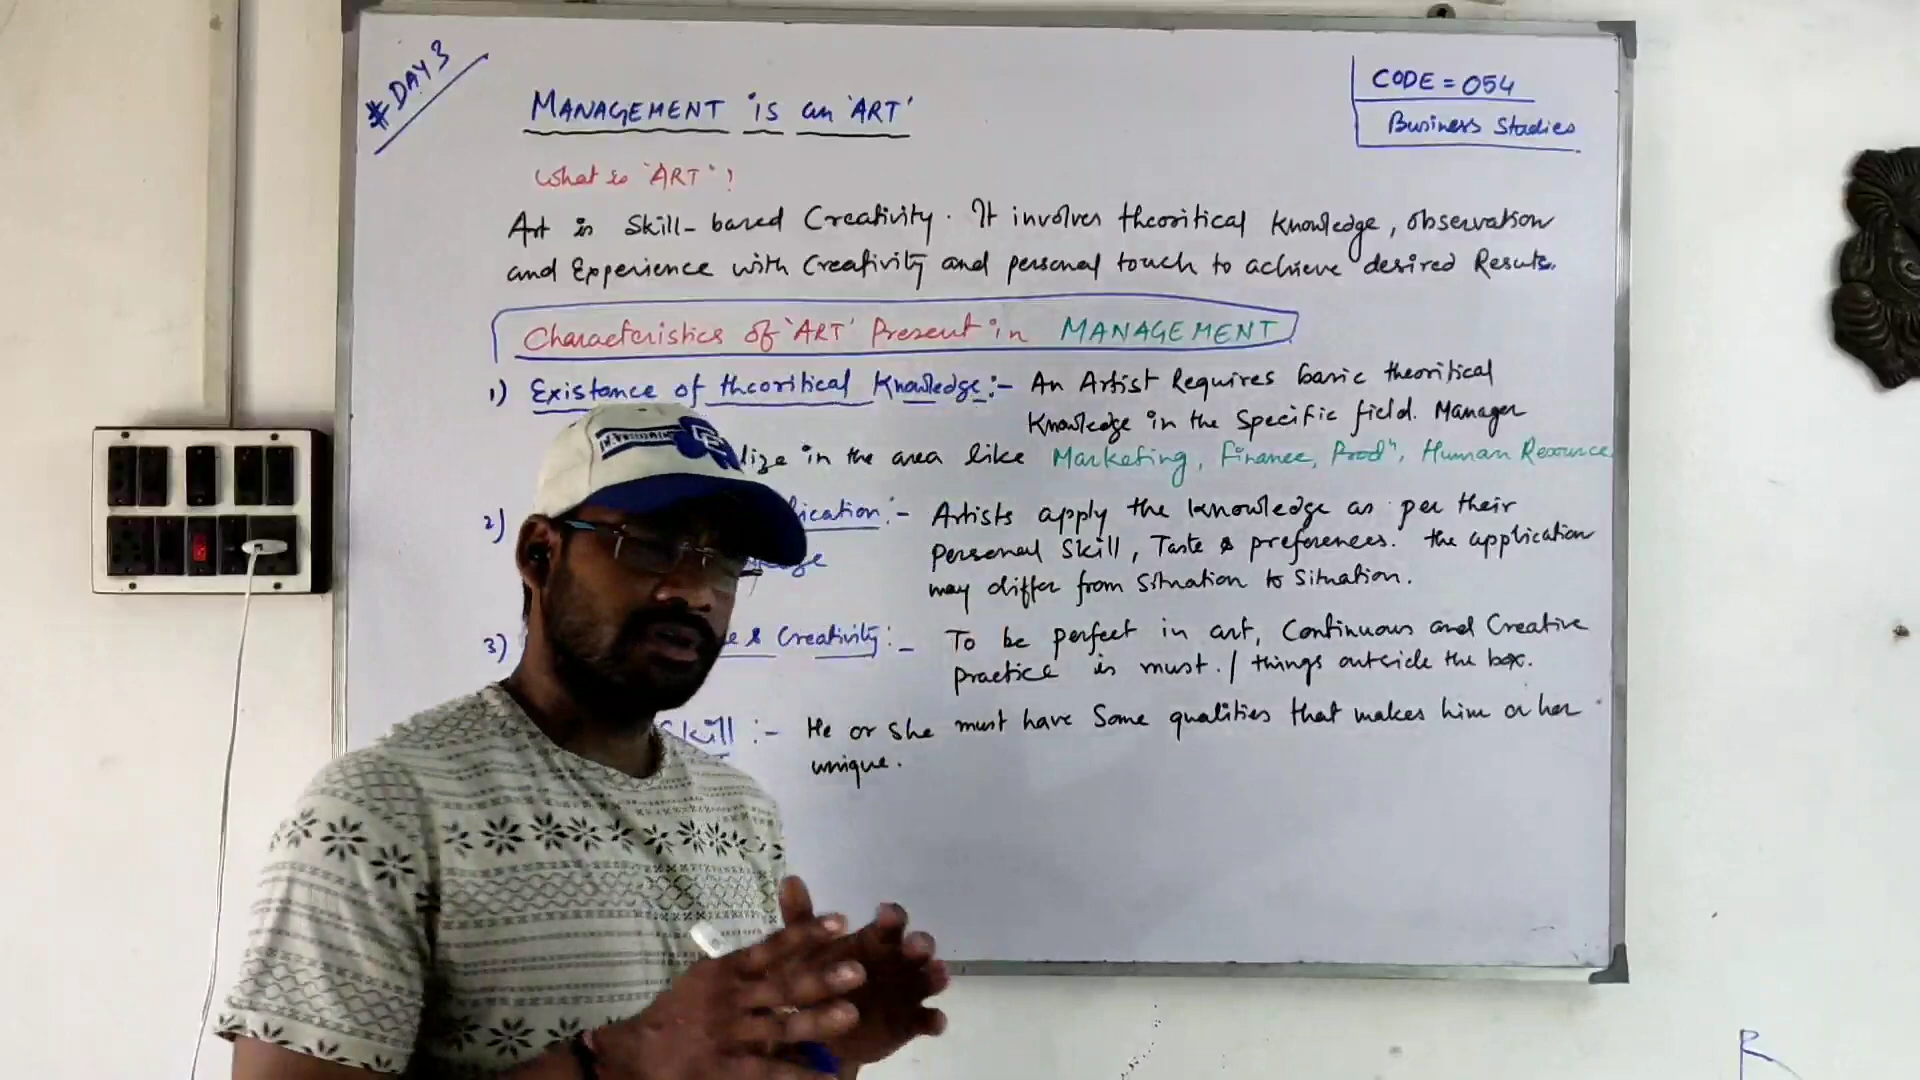 #DAY 3
MANAGEMENT is an 'ART'
CODE = 054
Business Studies
What is 'ART'?
Art is Skill-based Creativity. It involves theoritical Knowledge, observation
and Experience with Creativity and personal touch to achieve desired Results.
Characteristics of 'ART' Present in MANAGEMENT
1) Existance of theoritical Knowledge:- An Artist Requires basic theoritical
Knowledge in the specific field. Manager
lize in the area like Marketing, Finance, Prodⁿ, Human Resource
2) lication:- Artists apply the knowledge as per their
Personal Skill, Taste & preferences. the application
may differ from Situation to Situation.
3) e & Creativity:- To be perfect in art, Continuous and Creative
practice is must. / things outside the box.
Skill :- He or she must have Some qualities that makes him or her
unique.
CATHOLIC
R